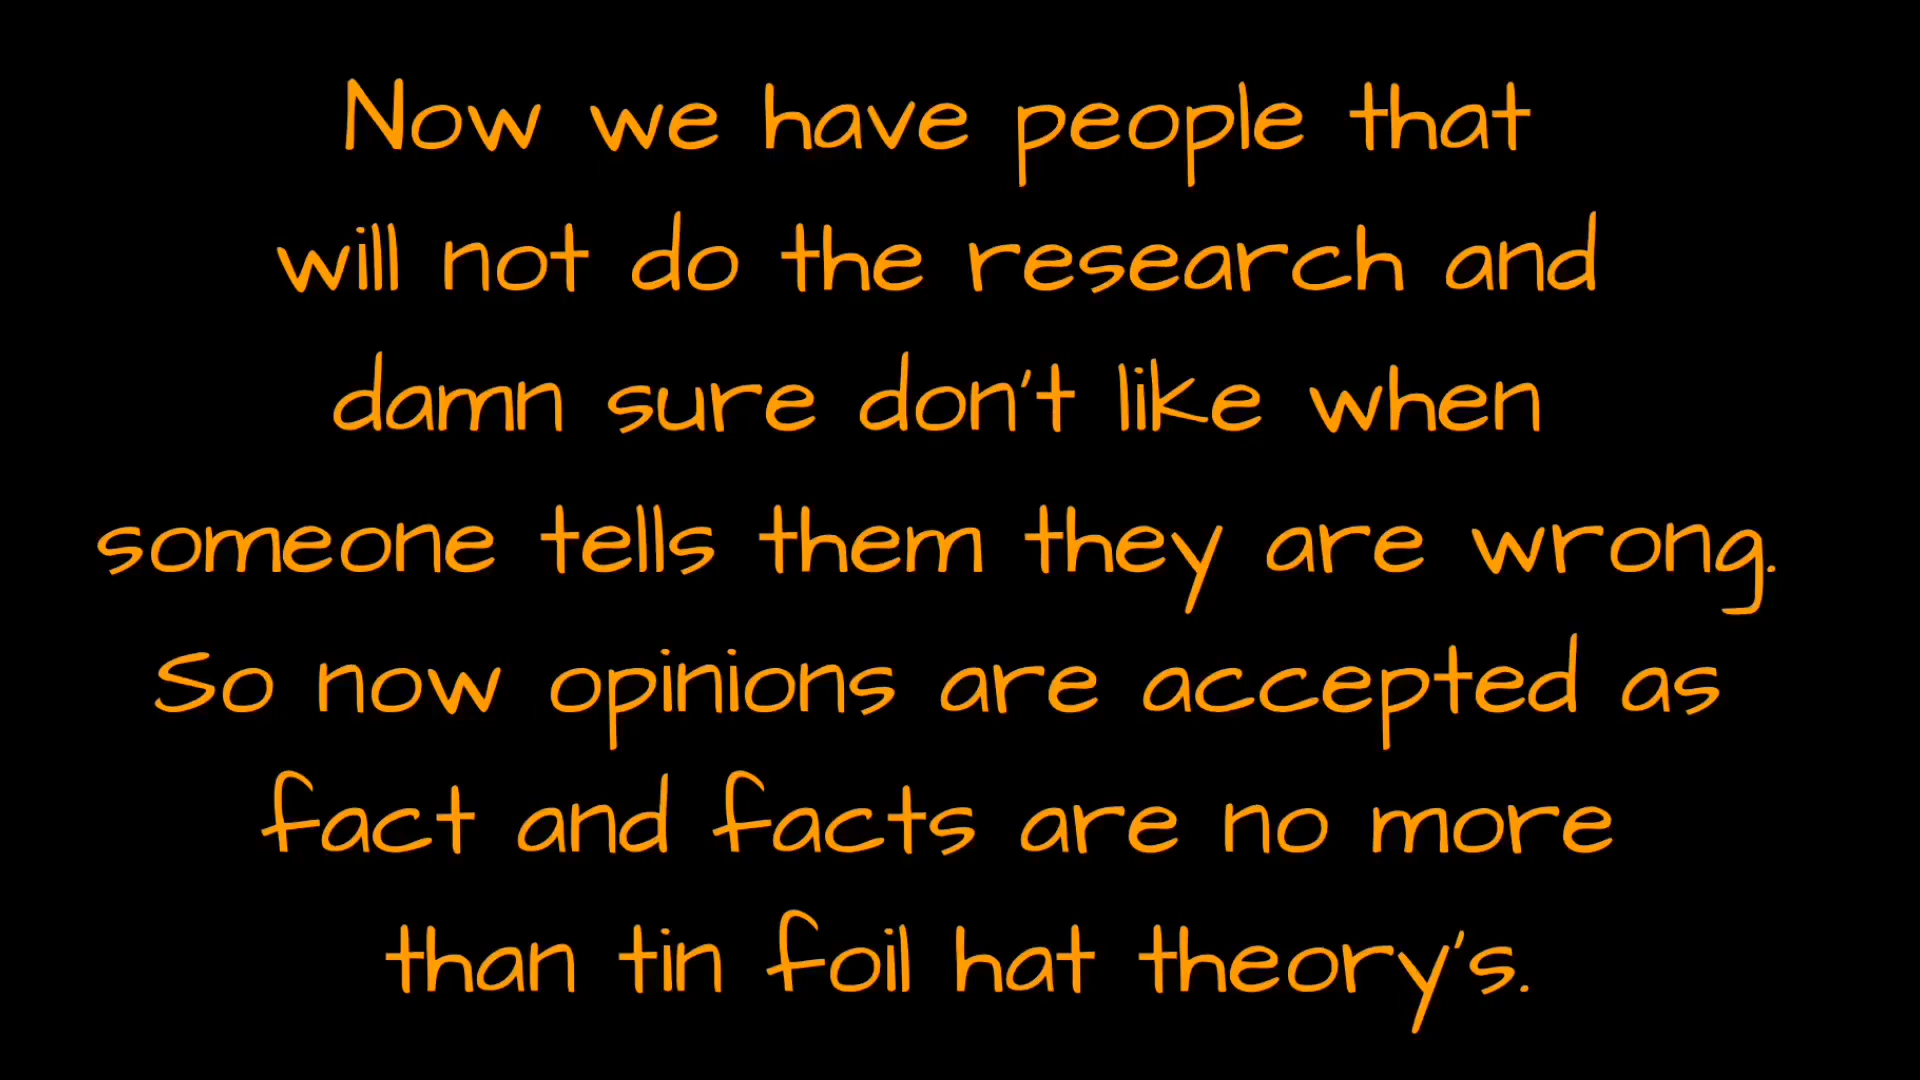 Now we have people that
will not do the research and
damn sure don't like when
someone tells them they are wrong.
So now opinions are accepted as
fact and facts are no more
than tin foil hat theory's.